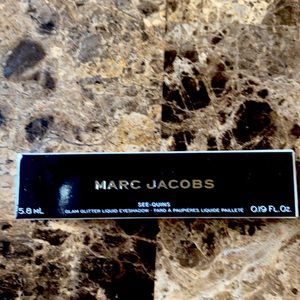 MARC JACOBS
SEE-QUINS
5.8 mL GLAM GLITTER LIQUID EYESHADOW - FARD À PAUPIÈRES LIQUIDE PAILLETÉ 0.19 FL.Oz.